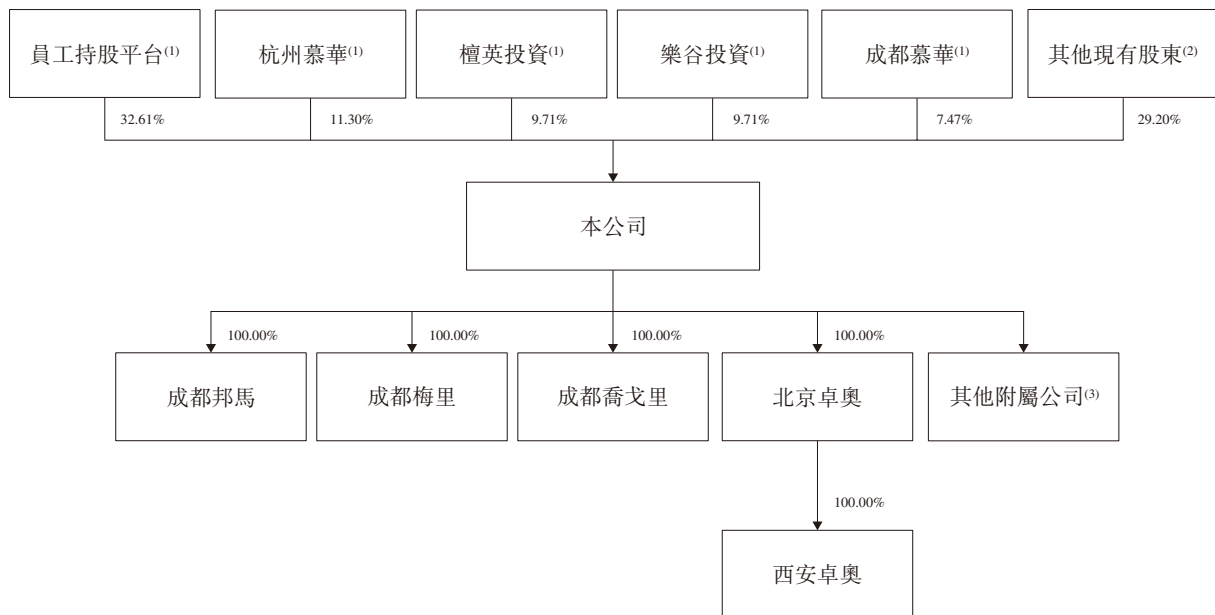 員工持股平台(1)
杭州慕華(1)
檀英投資(1)
樂谷投資(1)
成都慕華(1)
其他現有股東(2)
32.61%
11.30%
9.71%
9.71%
7.47%
29.20%
本公司
100.00%
100.00%
100.00%
100.00%
成都邦馬
成都梅里
成都喬戈里
北京卓奧
其他附屬公司(3)
100.00%
西安卓奧